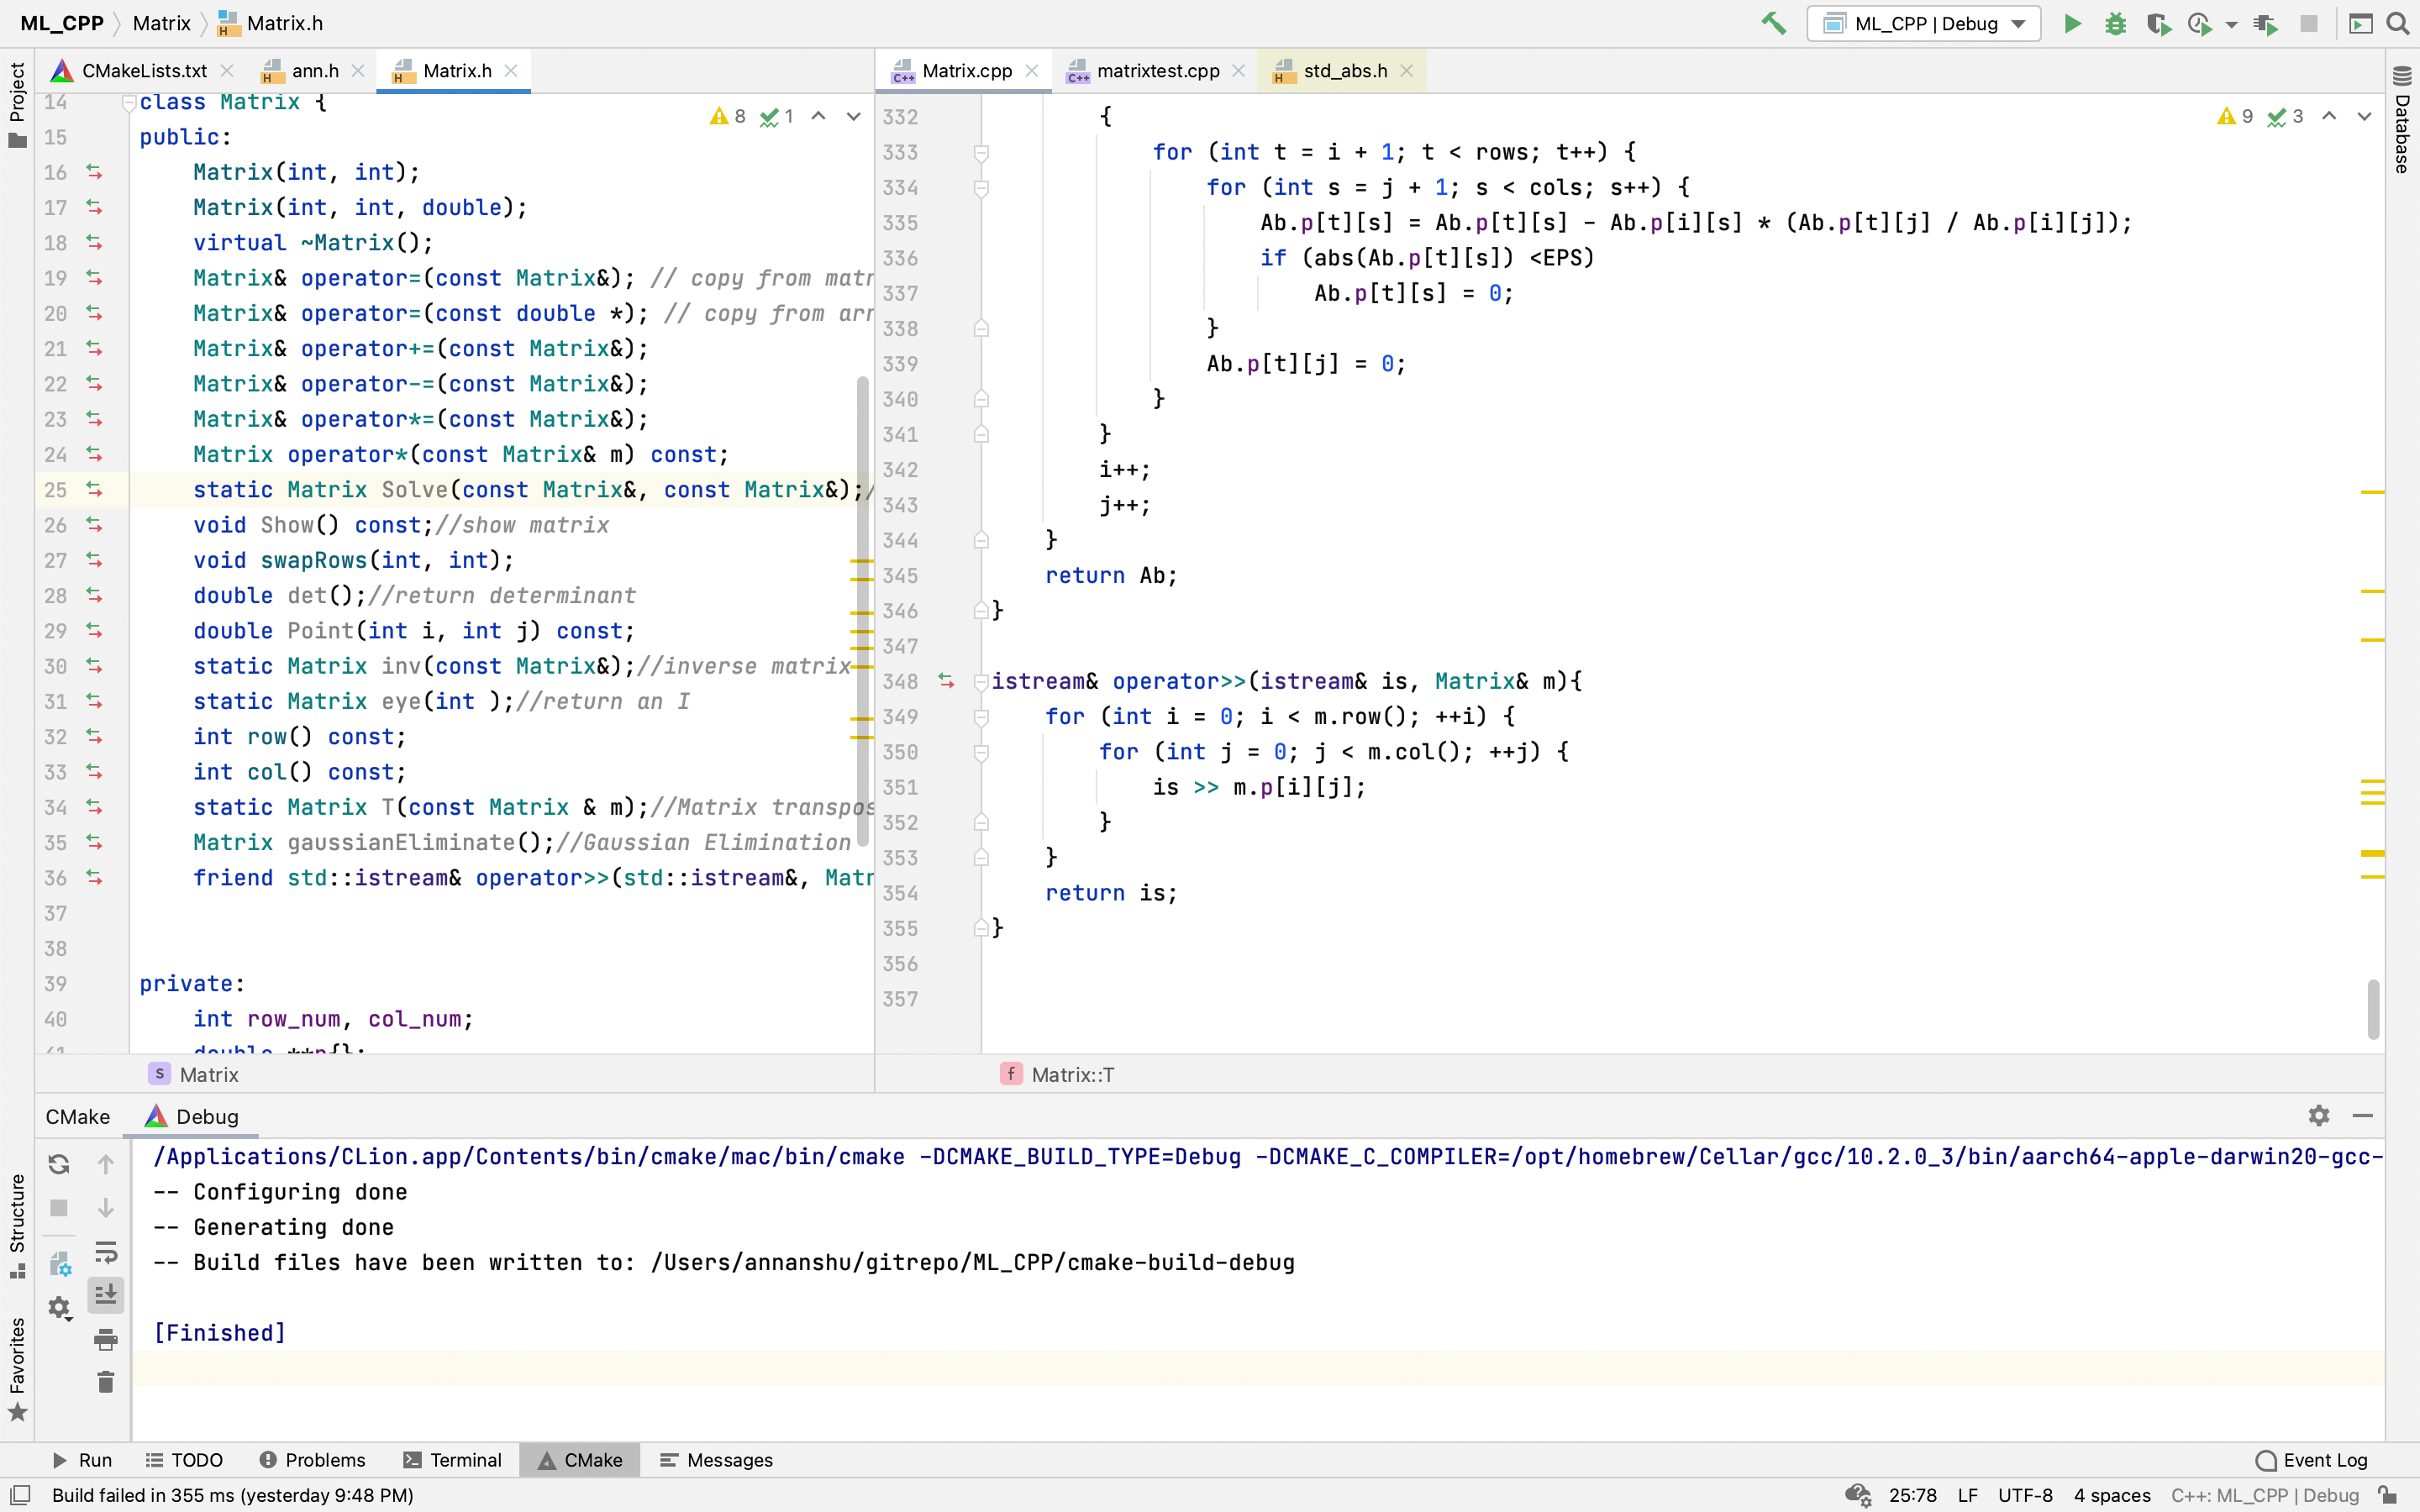 ML_CPP Matrix Matrix.h
ML_CPP | Debug
Project
CMakeLists.txt ann.h Matrix.h
8 1
14 class Matrix {
15 public:
16 Matrix(int, int);
17 Matrix(int, int, double);
18 virtual ~Matrix();
19 Matrix& operator=(const Matrix&); // copy from matr
20 Matrix& operator=(const double *); // copy from arr
21 Matrix& operator+=(const Matrix&);
22 Matrix& operator-=(const Matrix&);
23 Matrix& operator*=(const Matrix&);
24 Matrix operator*(const Matrix& m) const;
25 static Matrix Solve(const Matrix&, const Matrix&);/
26 void Show() const;//show matrix
27 void swapRows(int, int);
28 double det();//return determinant
29 double Point(int i, int j) const;
30 static Matrix inv(const Matrix&);//inverse matrix
31 static Matrix eye(int );//return an I
32 int row() const;
33 int col() const;
34 static Matrix T(const Matrix & m);//Matrix transpos
35 Matrix gaussianEliminate();//Gaussian Elimination
36 friend std::istream& operator>>(std::istream&, Matr
37
38
39 private:
40 int row_num, col_num;
41 double **p{};
S Matrix
Matrix.cpp matrixtest.cpp std_abs.h
9 3
332 {
333 for (int t = i + 1; t < rows; t++) {
334 for (int s = j + 1; s < cols; s++) {
335 Ab.p[t][s] = Ab.p[t][s] - Ab.p[i][s] * (Ab.p[t][j] / Ab.p[i][j]);
336 if (abs(Ab.p[t][s]) <EPS)
337 Ab.p[t][s] = 0;
338 }
339 Ab.p[t][j] = 0;
340 }
341 }
342 i++;
343 j++;
344 }
345 return Ab;
346 }
347
348 istream& operator>>(istream& is, Matrix& m){
349 for (int i = 0; i < m.row(); ++i) {
350 for (int j = 0; j < m.col(); ++j) {
351 is >> m.p[i][j];
352 }
353 }
354 return is;
355 }
356
357
f Matrix::T
Database
CMake Debug
/Applications/CLion.app/Contents/bin/cmake/mac/bin/cmake -DCMAKE_BUILD_TYPE=Debug -DCMAKE_C_COMPILER=/opt/homebrew/Cellar/gcc/10.2.0_3/bin/aarch64-apple-darwin20-gcc-
-- Configuring done
-- Generating done
-- Build files have been written to: /Users/annanshu/gitrepo/ML_CPP/cmake-build-debug
[Finished]
Structure
Favorites
Run TODO Problems Terminal CMake Messages Event Log
Build failed in 355 ms (yesterday 9:48 PM) 25:78 LF UTF-8 4 spaces C++: ML_CPP | Debug